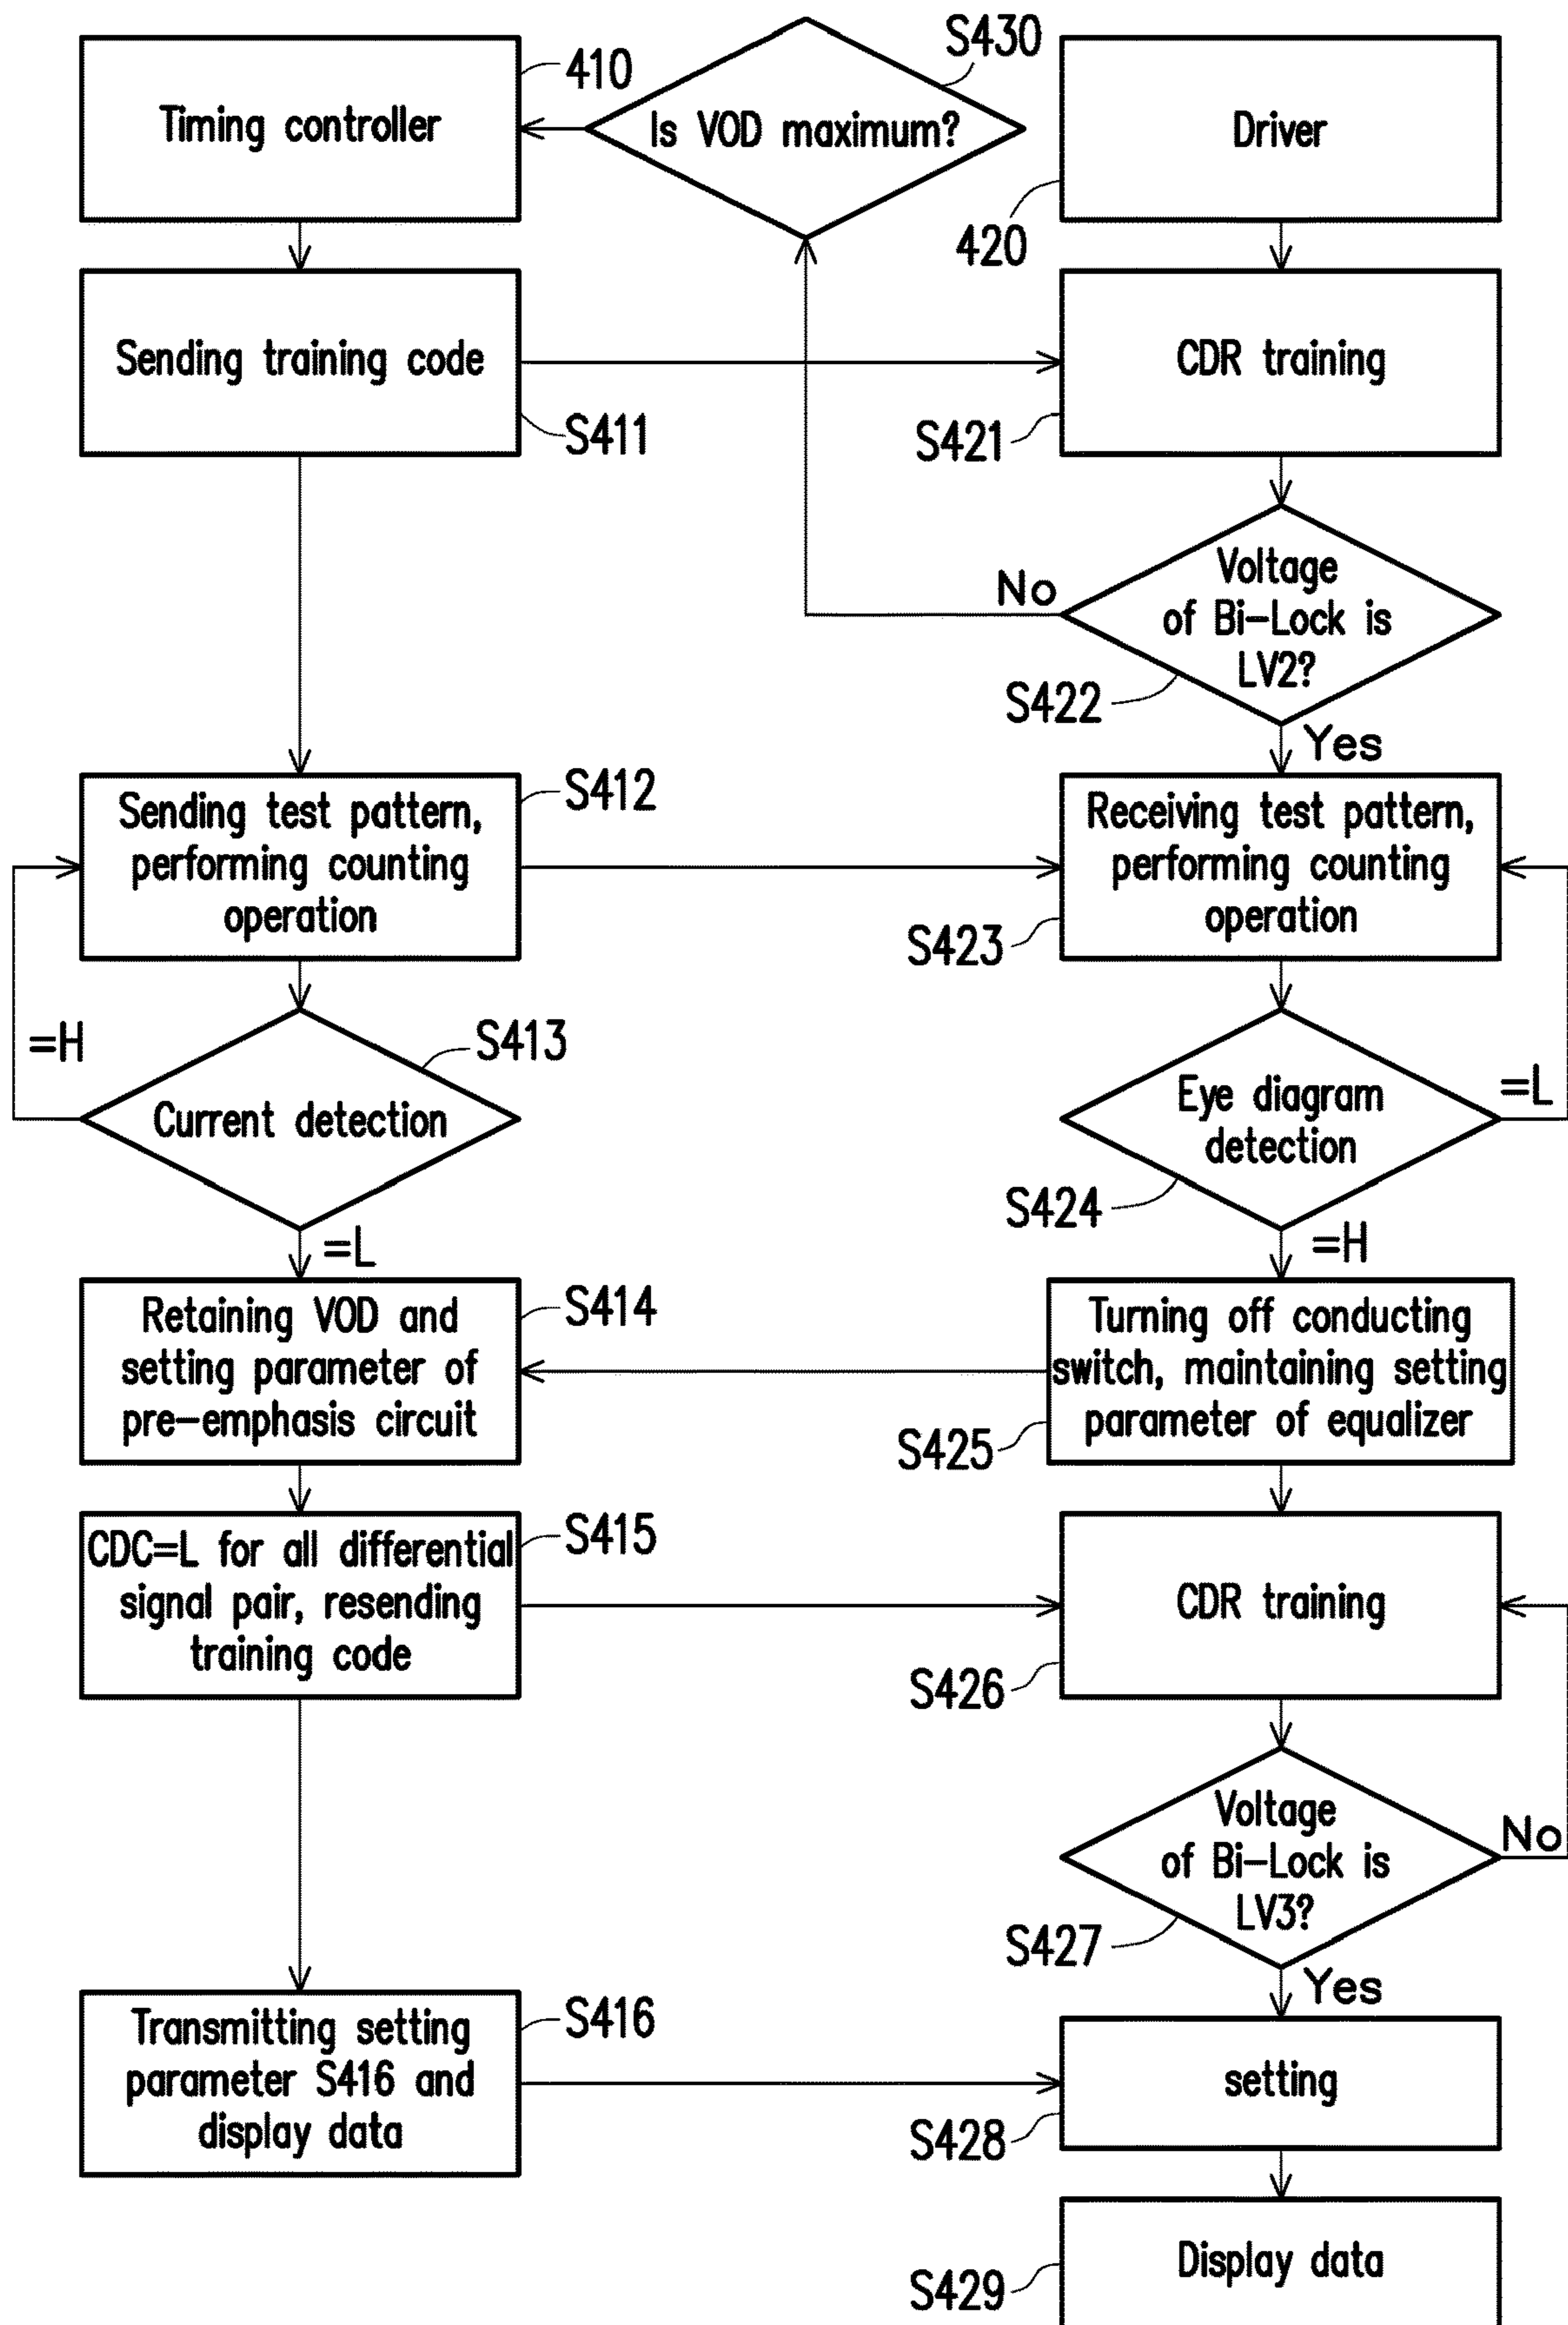 Timing controller
410
Is VOD maximum?
S430
Driver
420
Sending training code
S411
CDR training
S421
Voltage
of Bi-Lock is
LV2?
No
S422
Yes
Sending test pattern,
performing counting
operation
S412
Receiving test pattern,
performing counting
operation
S423
=H
Current detection
S413
=L
Eye diagram
detection
=L
S424
=H
Retaining VOD and
setting parameter of
pre-emphasis circuit
S414
Turning off conducting
switch, maintaining setting
parameter of equalizer
S425
CDC=L for all differential
signal pair, resending
training code
S415
CDR training
S426
Voltage
of Bi-Lock is
LV3?
No
S427
Yes
Transmitting setting
parameter S416 and
display data
S416
setting
S428
Display data
S429